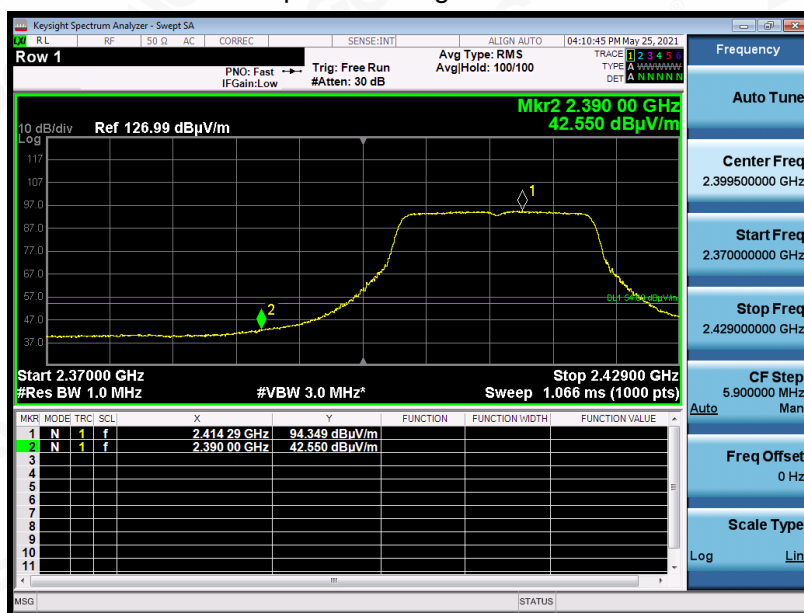 Keysight Spectrum Analyzer - Swept SA
LXI RL RF 50 Ω AC CORREC SENSE:INT ALIGN AUTO 04:10:45 PM May 25, 2021
Row 1
PNO: Fast
IFGain:Low
Trig: Free Run
#Atten: 30 dB
Avg Type: RMS
Avg|Hold: 100/100
TRACE 1 2 3 4 5 6
TYPE A WWWWW
DET A N N N N N
Mkr2 2.390 00 GHz
42.550 dBµV/m
10 dB/div Ref 126.99 dBµV/m
Log
117
107
97.0
87.0
77.0
67.0
57.0
47.0
37.0
1
2
Start 2.37000 GHz Stop 2.42900 GHz
#Res BW 1.0 MHz #VBW 3.0 MHz* Sweep 1.066 ms (1000 pts)
MKR MODE TRC SCL X Y FUNCTION FUNCTION WIDTH FUNCTION VALUE
1 N 1 f 2.414 29 GHz 94.349 dBµV/m
2 N 1 f 2.390 00 GHz 42.550 dBµV/m
3
4
5
6
7
8
9
10
11
MSG STATUS
Frequency
Auto Tune
Center Freq
2.399500000 GHz
Start Freq
2.370000000 GHz
Stop Freq
2.429000000 GHz
CF Step
5.900000 MHz
Auto Man
Freq Offset
0 Hz
Scale Type
Log Lin